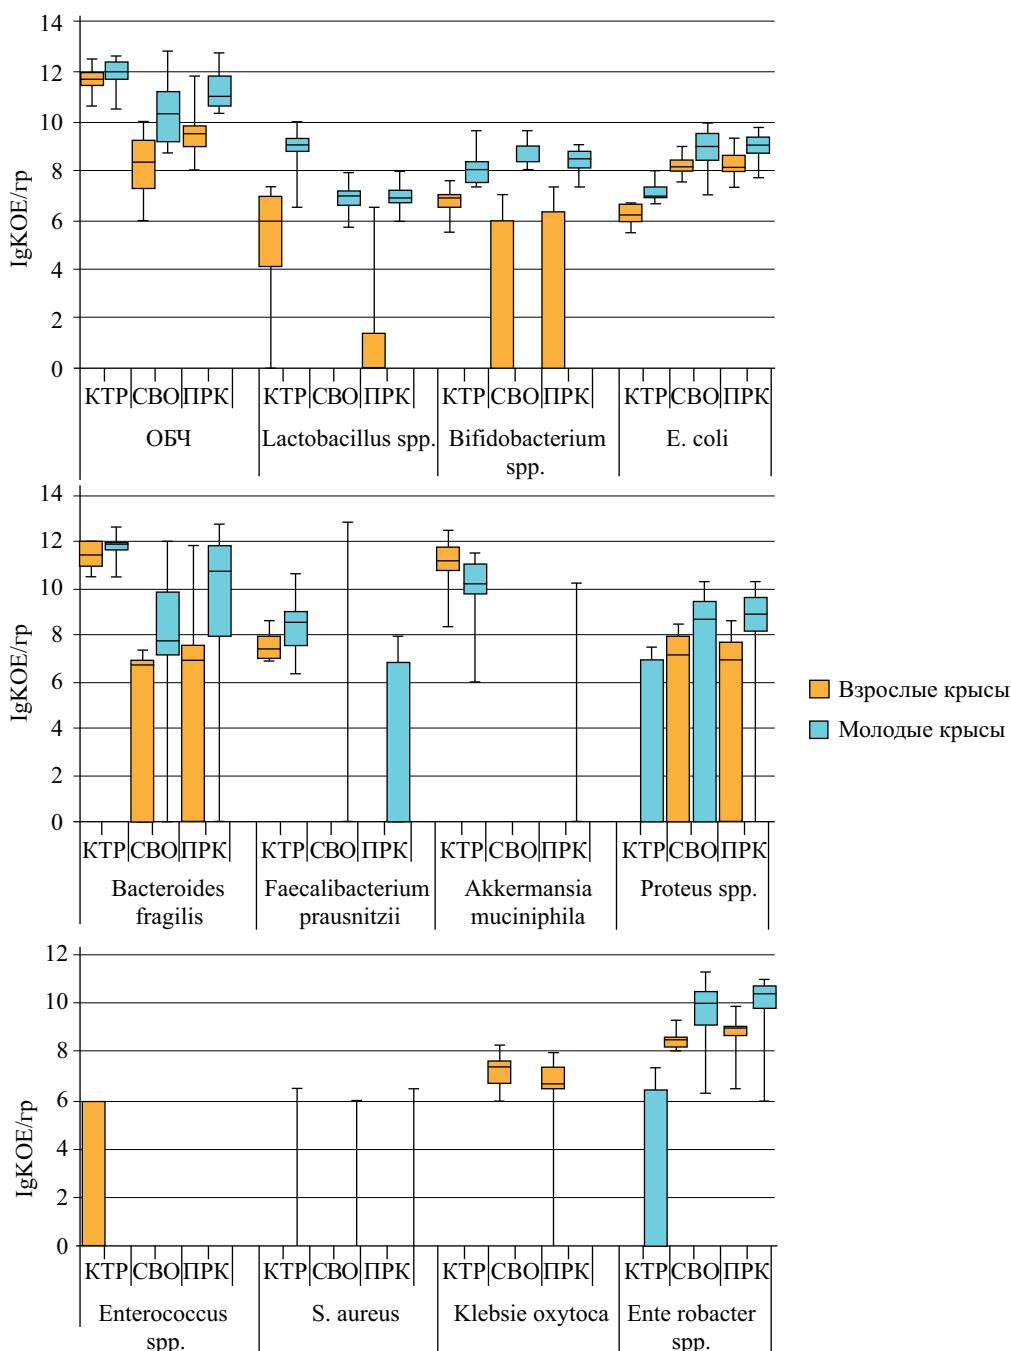 14
12
10
8
6
4
2
0
lgКОЕ/гр
КТР СВО ПРК КТР СВО ПРК КТР СВО ПРК КТР СВО ПРК
ОБЧ Lactobacillus spp. Bifidobacterium spp. E. coli
14
12
10
8
6
4
2
0
lgКОЕ/гр
КТР СВО ПРК КТР СВО ПРК КТР СВО ПРК КТР СВО ПРК
Bacteroides fragilis Faecalibacterium prausnitzii Akkermansia muciniphila Proteus spp.
Взрослые крысы
Молодые крысы
12
10
8
6
4
2
0
lgКОЕ/гр
КТР СВО ПРК КТР СВО ПРК КТР СВО ПРК КТР СВО ПРК
Enterococcus spp. S. aureus Klebsie oxytoca Ente robacter spp.